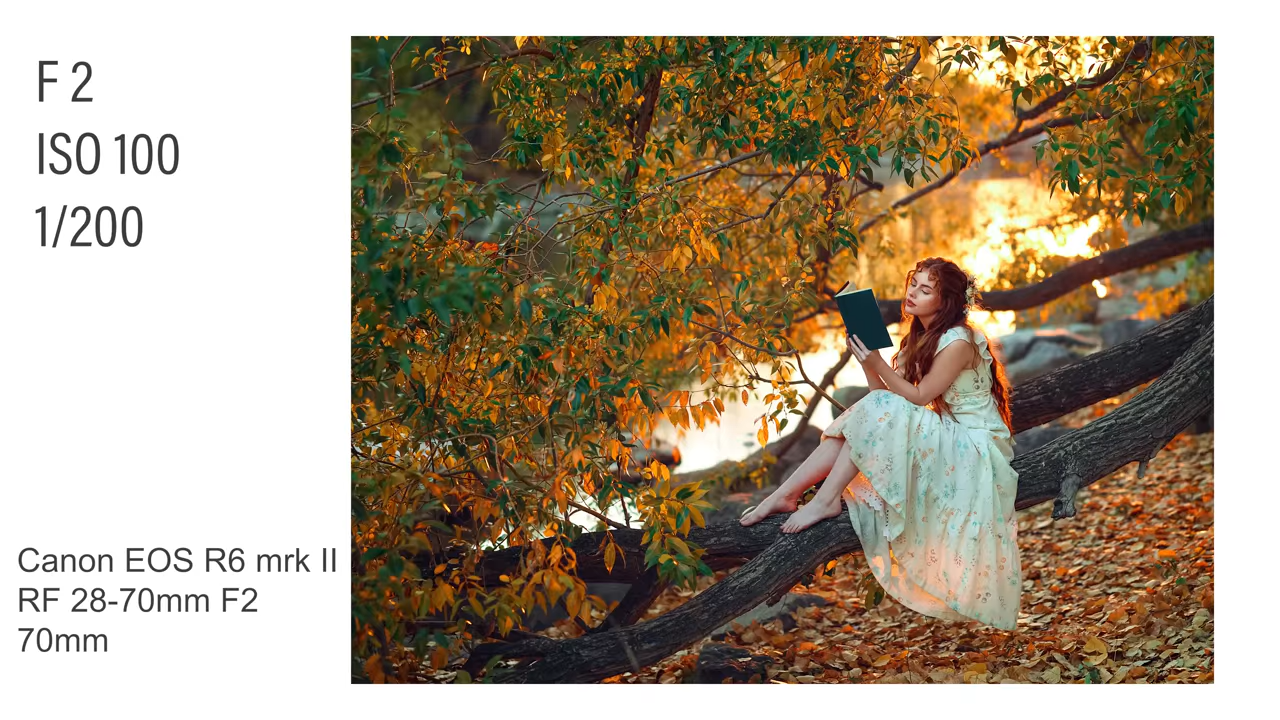 F 2
ISO 100
1/200
Canon EOS R6 mrk II
RF 28-70mm F2
70mm